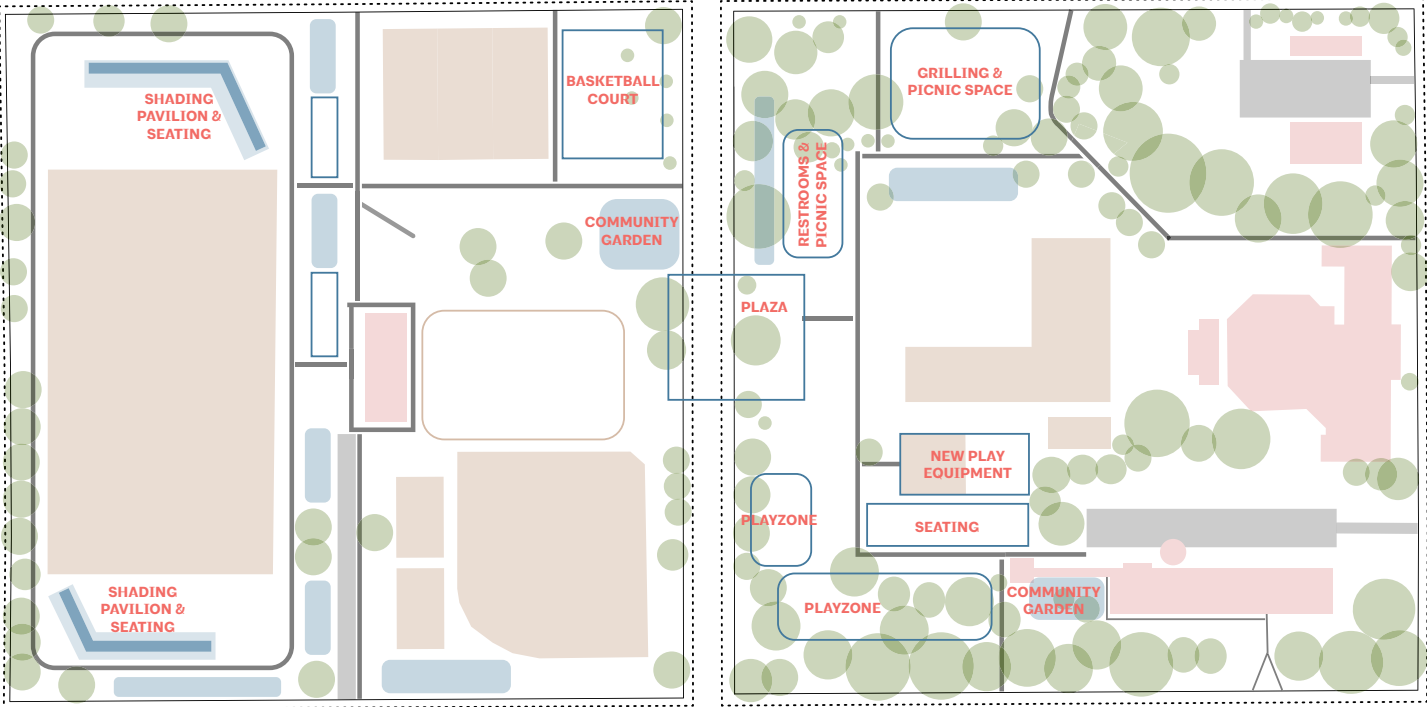 SHADING
PAVILION &
SEATING
BASKETBALL
COURT
COMMUNITY
GARDEN
SHADING
PAVILION &
SEATING
GRILLING &
PICNIC SPACE
RESTROOMS &
PICNIC SPACE
PLAZA
NEW PLAY
EQUIPMENT
SEATING
PLAYZONE
PLAYZONE
COMMUNITY
GARDEN